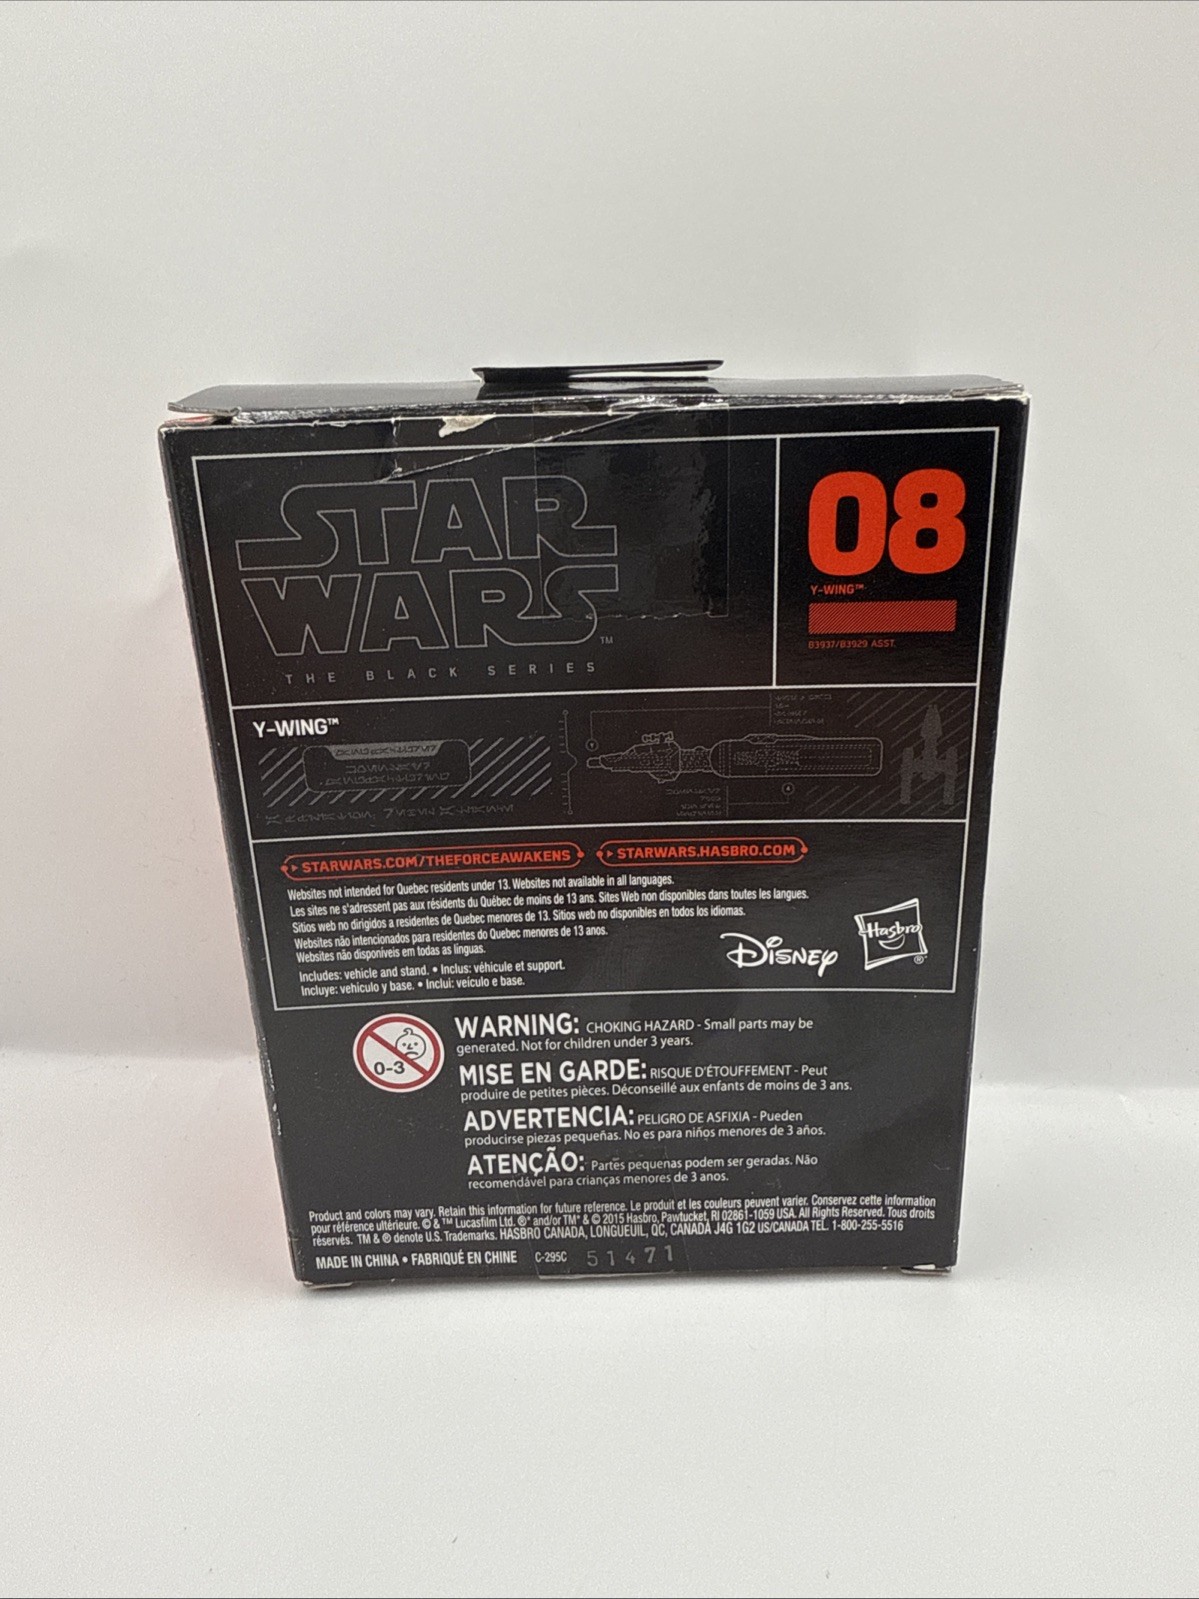 STAR
WARS™
THE BLACK SERIES
08
Y-WING™
B3937/B3929 ASST.
Y-WING™
STARWARS.COM/THEFORCEAWAKENS
STARWARS.HASBRO.COM
Websites not intended for Quebec residents under 13. Websites not available in all languages.
Les sites ne s'adressent pas aux résidents du Québec de moins de 13 ans. Sites Web non disponibles dans toutes les langues.
Sitios web no dirigidos a residentes de Quebec menores de 13. Sitios web no disponibles en todos los idiomas.
Websites não intencionados para residentes do Quebec menores de 13 anos.
Websites não disponíveis em todas as línguas.
Includes: vehicle and stand. • Inclus: véhicule et support.
Incluye: vehículo y base. • Inclui: veículo e base.
Disney
Hasbro®
0-3
WARNING: CHOKING HAZARD - Small parts may be
generated. Not for children under 3 years.
MISE EN GARDE: RISQUE D'ÉTOUFFEMENT - Peut
produire de petites pièces. Déconseillé aux enfants de moins de 3 ans.
ADVERTENCIA: PELIGRO DE ASFIXIA - Pueden
producirse piezas pequeñas. No es para niños menores de 3 años.
ATENÇÃO: Partes pequenas podem ser geradas. Não
recomendável para crianças menores de 3 anos.
Product and colors may vary. Retain this information for future reference. Le produit et les couleurs peuvent varier. Conservez cette information
pour référence ultérieure. © & ™ Lucasfilm Ltd. ®* and/or TM* & © 2015 Hasbro, Pawtucket, RI 02861-1059 USA. All Rights Reserved. Tous droits
réservés. TM & ® denote U.S. Trademarks. HASBRO CANADA, LONGUEUIL, QC, CANADA J4G 1G2 US/CANADA TEL. 1-800-255-5516
MADE IN CHINA • FABRIQUÉ EN CHINE C-295C 51471